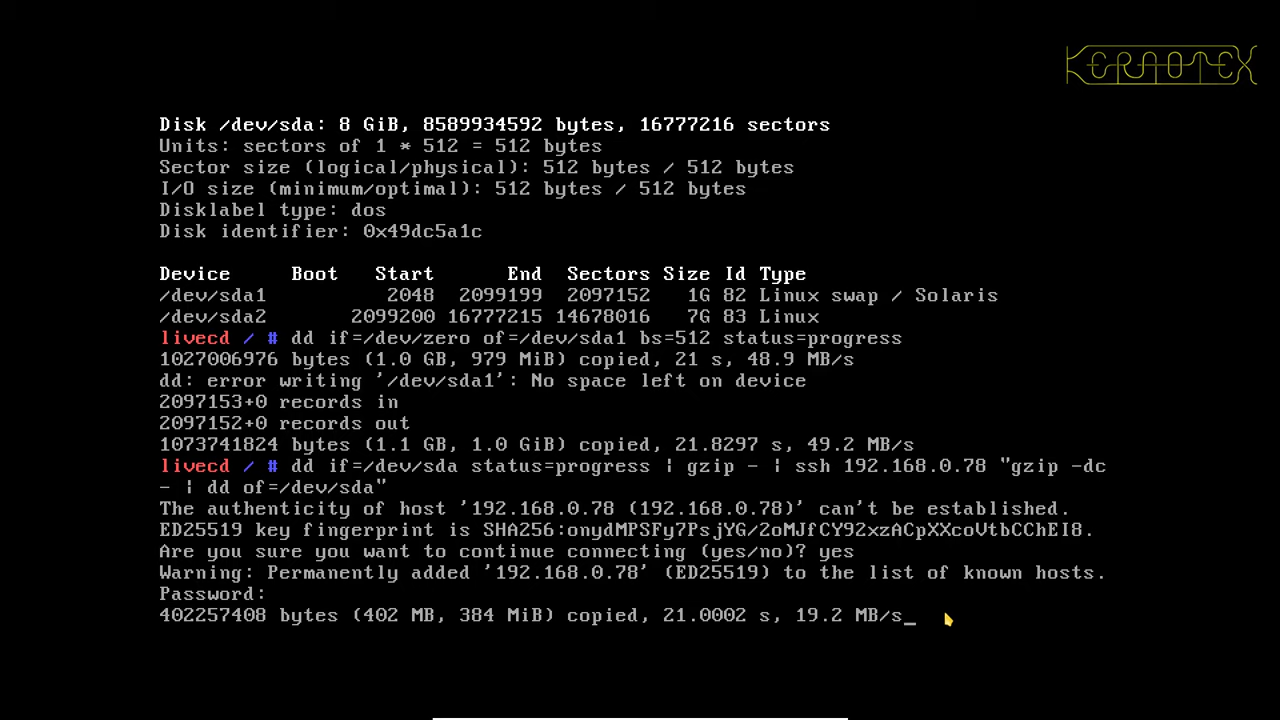 KERNOTEX
Disk /dev/sda: 8 GiB, 8589934592 bytes, 16777216 sectors
Units: sectors of 1 * 512 = 512 bytes
Sector size (logical/physical): 512 bytes / 512 bytes
I/O size (minimum/optimal): 512 bytes / 512 bytes
Disklabel type: dos
Disk identifier: 0x49dc5a1c
Device Boot Start End Sectors Size Id Type
/dev/sda1 2048 2099199 2097152 1G 82 Linux swap / Solaris
/dev/sda2 2099200 16777215 14678016 7G 83 Linux
livecd / # dd if=/dev/zero of=/dev/sda1 bs=512 status=progress
1027006976 bytes (1.0 GB, 979 MiB) copied, 21 s, 48.9 MB/s
dd: error writing '/dev/sda1': No space left on device
2097153+0 records in
2097152+0 records out
1073741824 bytes (1.1 GB, 1.0 GiB) copied, 21.8297 s, 49.2 MB/s
livecd / # dd if=/dev/sda status=progress | gzip - | ssh 192.168.0.78 "gzip -dc
- | dd of=/dev/sda"
The authenticity of host '192.168.0.78 (192.168.0.78)' can't be established.
ED25519 key fingerprint is SHA256:onydMPSFy7PsjYG/2oMJfCY92xzACpXXcoVtbCChEI8.
Are you sure you want to continue connecting (yes/no)? yes
Warning: Permanently added '192.168.0.78' (ED25519) to the list of known hosts.
Password:
402257408 bytes (402 MB, 384 MiB) copied, 21.0002 s, 19.2 MB/s_